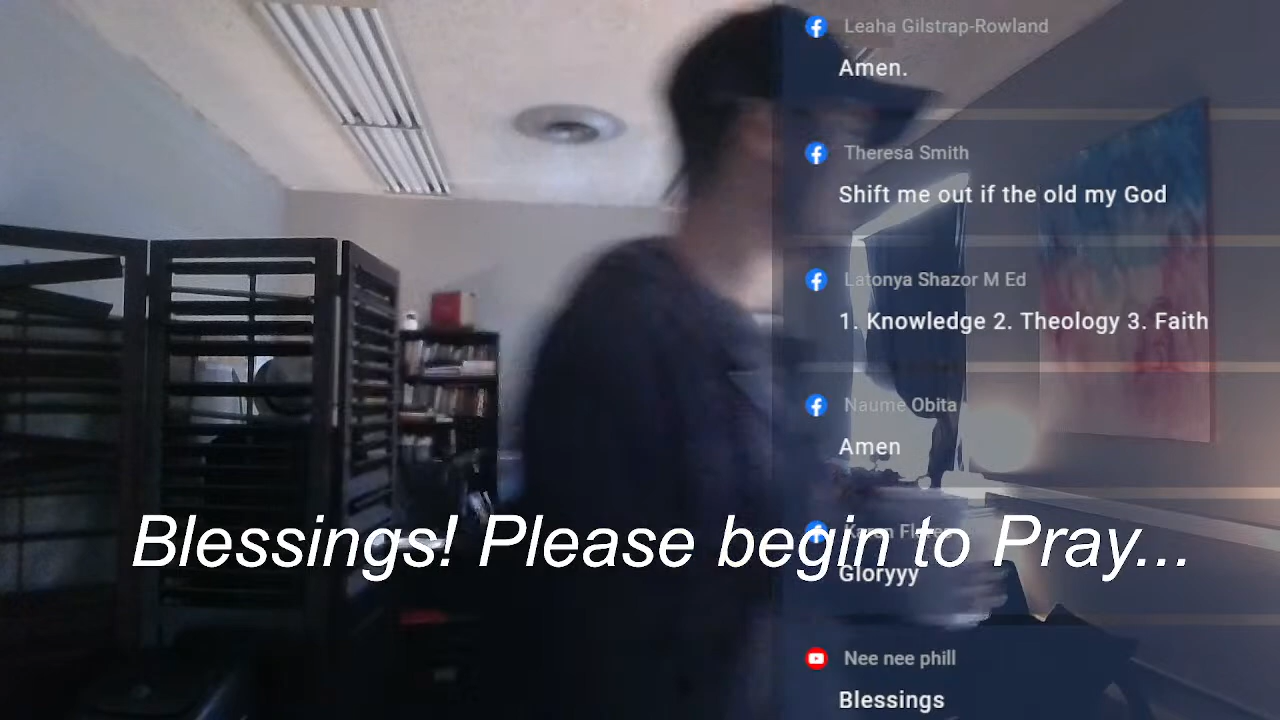 Leaha Gilstrap-Rowland
Amen.
Theresa Smith
Shift me out if the old my God
Latonya Shazor M Ed
1. Knowledge 2. Theology 3. Faith
Naume Obita
Amen
Blessings! Please begin to Pray...
Karen
Gloryyy
Nee nee phill
Blessings